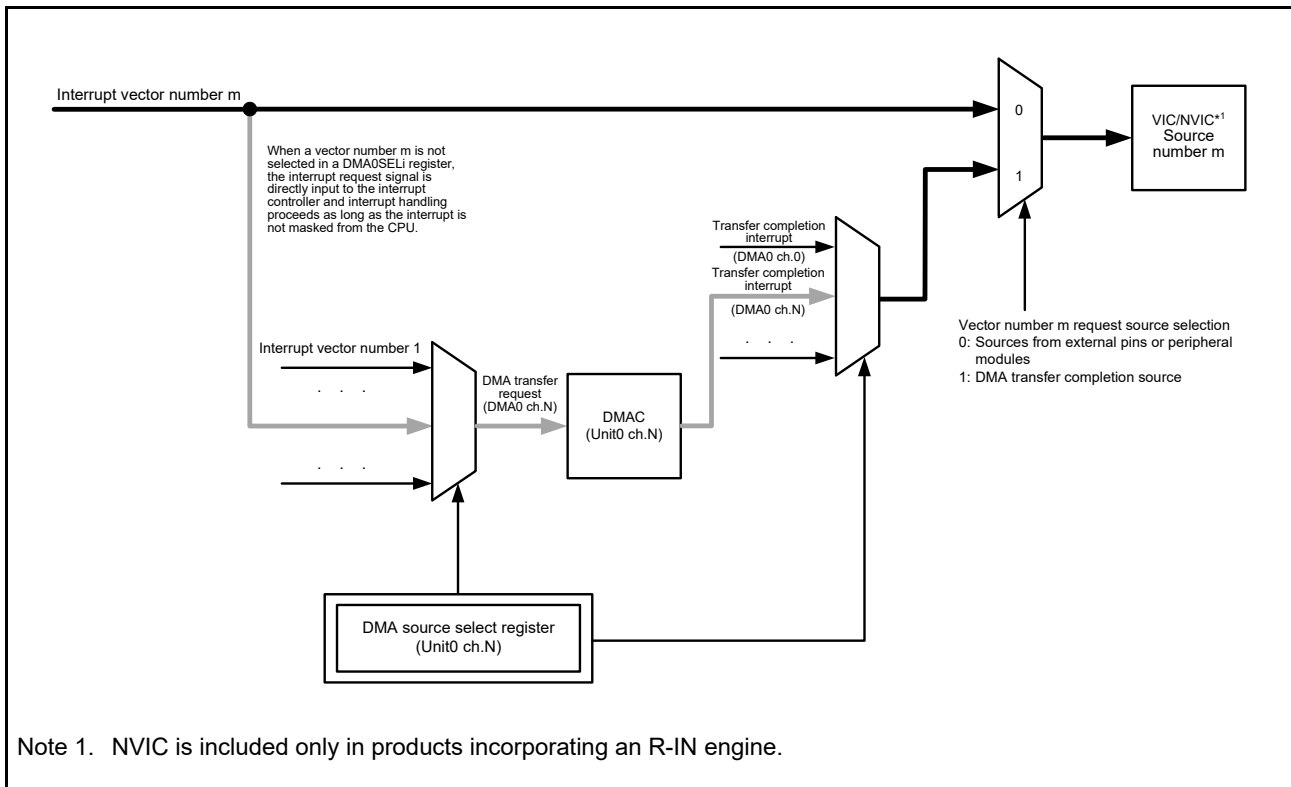 Interrupt vector number m
0
1
VIC/NVIC*1
Source
number m
When a vector number m is not
selected in a DMA0SELi register,
the interrupt request signal is
directly input to the interrupt
controller and interrupt handling
proceeds as long as the interrupt is
not masked from the CPU.
Transfer completion
interrupt
(DMA0 ch.0)
Transfer completion
interrupt
(DMA0 ch.N)
. . .
Vector number m request source selection
0: Sources from external pins or peripheral
modules
1: DMA transfer completion source
Interrupt vector number 1
. . .
. . .
DMA transfer
request
(DMA0 ch.N)
DMAC
(Unit0 ch.N)
DMA source select register
(Unit0 ch.N)
Note 1. NVIC is included only in products incorporating an R-IN engine.